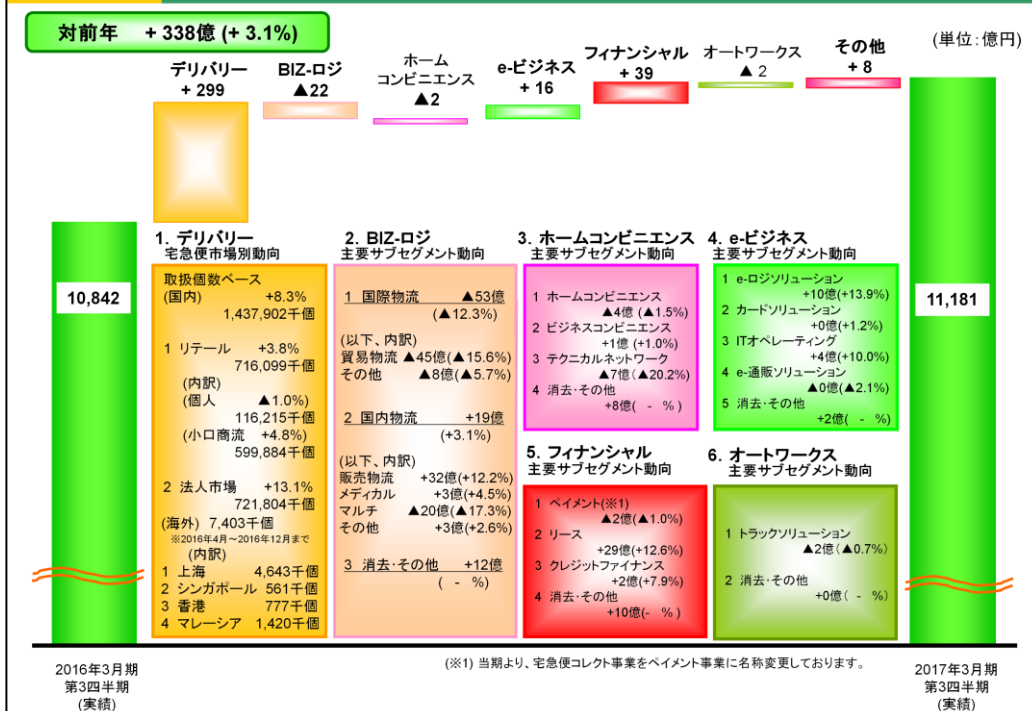 対前年 + 338億 (+ 3.1%)
(単位:億円)
デリバリー
+ 299
BIZ-ロジ
▲22
ホーム
コンビニエンス
▲2
e-ビジネス
+ 16
フィナンシャル
+ 39
オートワークス
▲ 2
その他
+ 8
10,842
1. デリバリー
宅急便市場別動向
取扱個数ベース
(国内) +8.3%
1,437,902千個
1 リテール +3.8%
716,099千個
(内訳)
(個人 ▲1.0%)
116,215千個
(小口商流 +4.8%)
599,884千個
2 法人市場 +13.1%
721,804千個
(海外) 7,403千個
※2016年4月~2016年12月まで
(内訳)
1 上海 4,643千個
2 シンガポール 561千個
3 香港 777千個
4 マレーシア 1,420千個
2. BIZ-ロジ
主要サブセグメント動向
1 国際物流 ▲53億
(▲12.3%)
(以下、内訳)
貿易物流 ▲45億(▲15.6%)
その他 ▲8億(▲5.7%)
2 国内物流 +19億
(+3.1%)
(以下、内訳)
販売物流 +32億(+12.2%)
メディカル +3億(+4.5%)
マルチ ▲20億(▲17.3%)
その他 +3億(+2.6%)
3 消去・その他 +12億
( - %)
3. ホームコンビニエンス
主要サブセグメント動向
1 ホームコンビニエンス
▲4億 (▲1.5%)
2 ビジネスコンビニエンス
+1億 (+1.0%)
3 テクニカルネットワーク
▲7億(▲20.2%)
4 消去・その他
+8億( - %)
4. e-ビジネス
主要サブセグメント動向
1 e-ロジソリューション
+10億(+13.9%)
2 カードソリューション
+0億(+1.2%)
3 ITオペレーティング
+4億(+10.0%)
4 e-通販ソリューション
▲0億(▲2.1%)
5 消去・その他
+2億( - %)
5. フィナンシャル
主要サブセグメント動向
1 ペイメント(※1)
▲2億(▲1.0%)
2 リース
+29億(+12.6%)
3 クレジットファイナンス
+2億(+7.9%)
4 消去・その他
+10億(- %)
6. オートワークス
主要サブセグメント動向
1 トラックソリューション
▲2億(▲0.7%)
2 消去・その他
+0億( - %)
11,181
2016年3月期
第3四半期
(実績)
(※1) 当期より、宅急便コレクト事業をペイメント事業に名称変更しております。
2017年3月期
第3四半期
(実績)